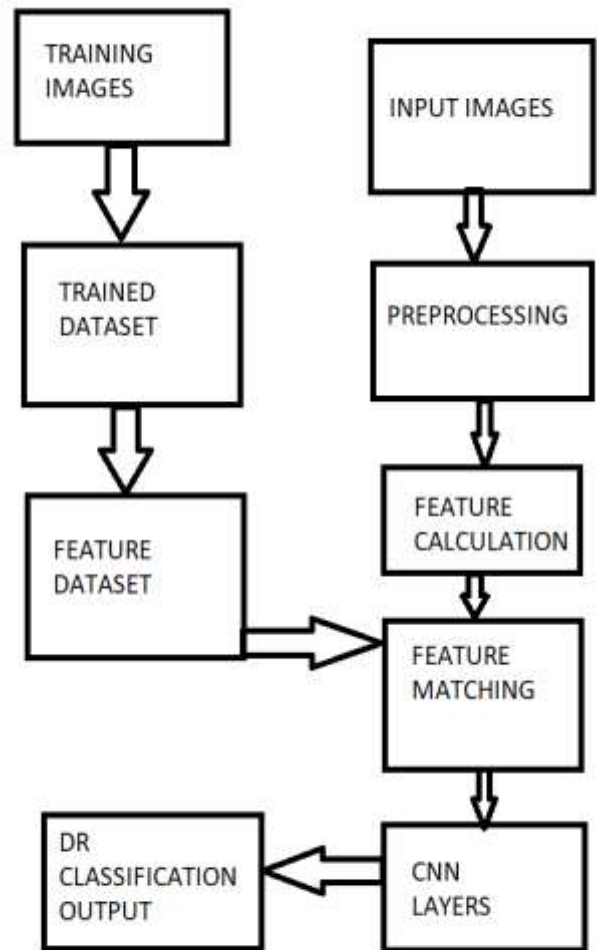 TRAINING
IMAGES
TRAINED
DATASET
FEATURE
DATASET
INPUT IMAGES
PREPROCESSING
FEATURE
CALCULATION
FEATURE
MATCHING
CNN
LAYERS
DR
CLASSIFICATION
OUTPUT